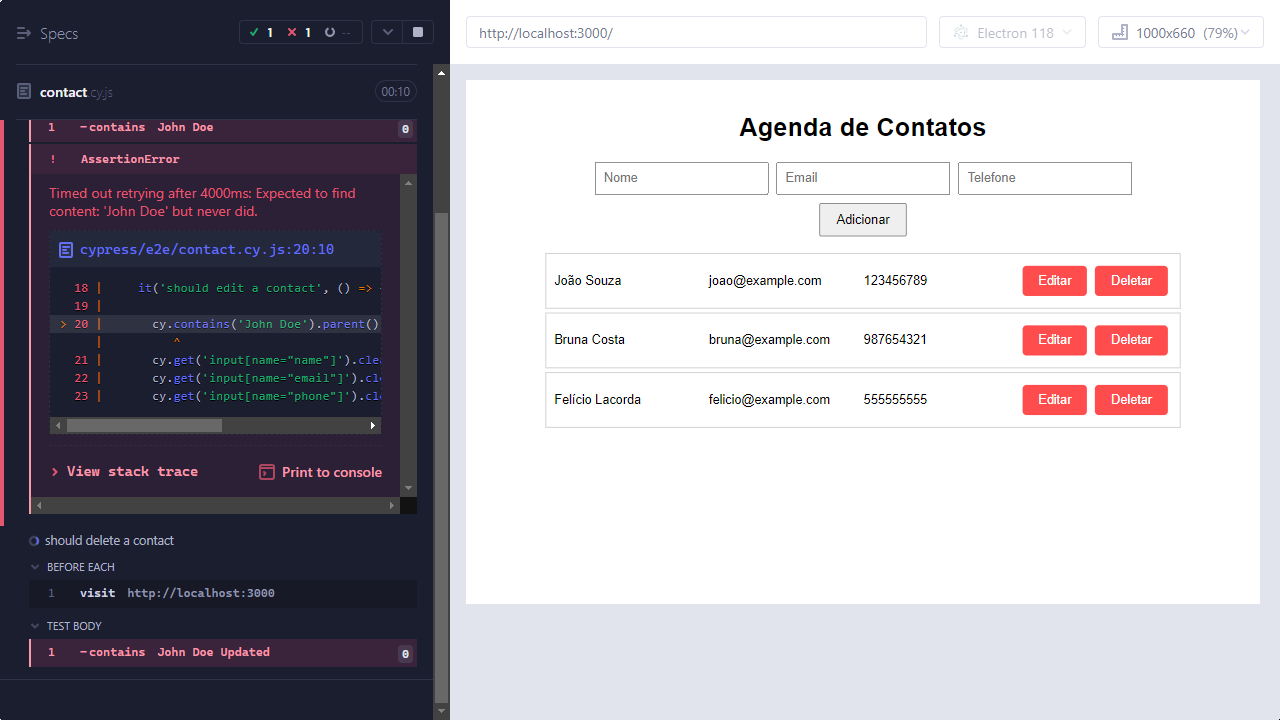 Specs
1
1
--
contact.cy.js
00:10
1 -contains John Doe 0
! AssertionError
Timed out retrying after 4000ms: Expected to find
content: 'John Doe' but never did.
cypress/e2e/contact.cy.js:20:10
18 | it('should edit a contact', () =>
19 |
> 20 | cy.contains('John Doe').parent()
| ^
21 | cy.get('input[name="name"]').clea
22 | cy.get('input[name="email"]').cle
23 | cy.get('input[name="phone"]').cle
> View stack trace
Print to console
should delete a contact
BEFORE EACH
1 visit http://localhost:3000
TEST BODY
1 -contains John Doe Updated 0
http://localhost:3000/
Electron 118
1000x660 (79%)
Agenda de Contatos
Nome
Email
Telefone
Adicionar
João Souza joao@example.com 123456789 Editar Deletar
Bruna Costa bruna@example.com 987654321 Editar Deletar
Felício Lacorda felicio@example.com 555555555 Editar Deletar